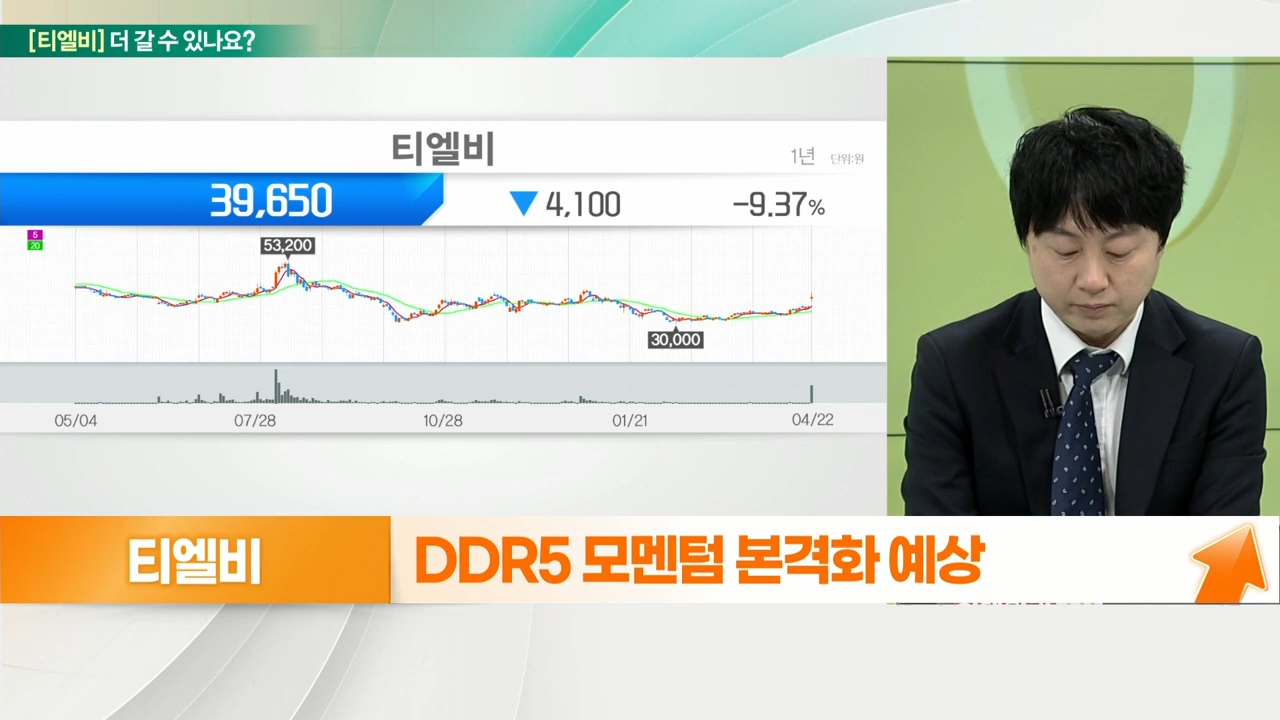 [티엘비] 더 갈 수 있나요?
티엘비
1년 단위:원
39,650 ▼ 4,100 -9.37%
5
20
53,200
30,000
05/04 07/28 10/28 01/21 04/22
티엘비 DDR5 모멘텀 본격화 예상